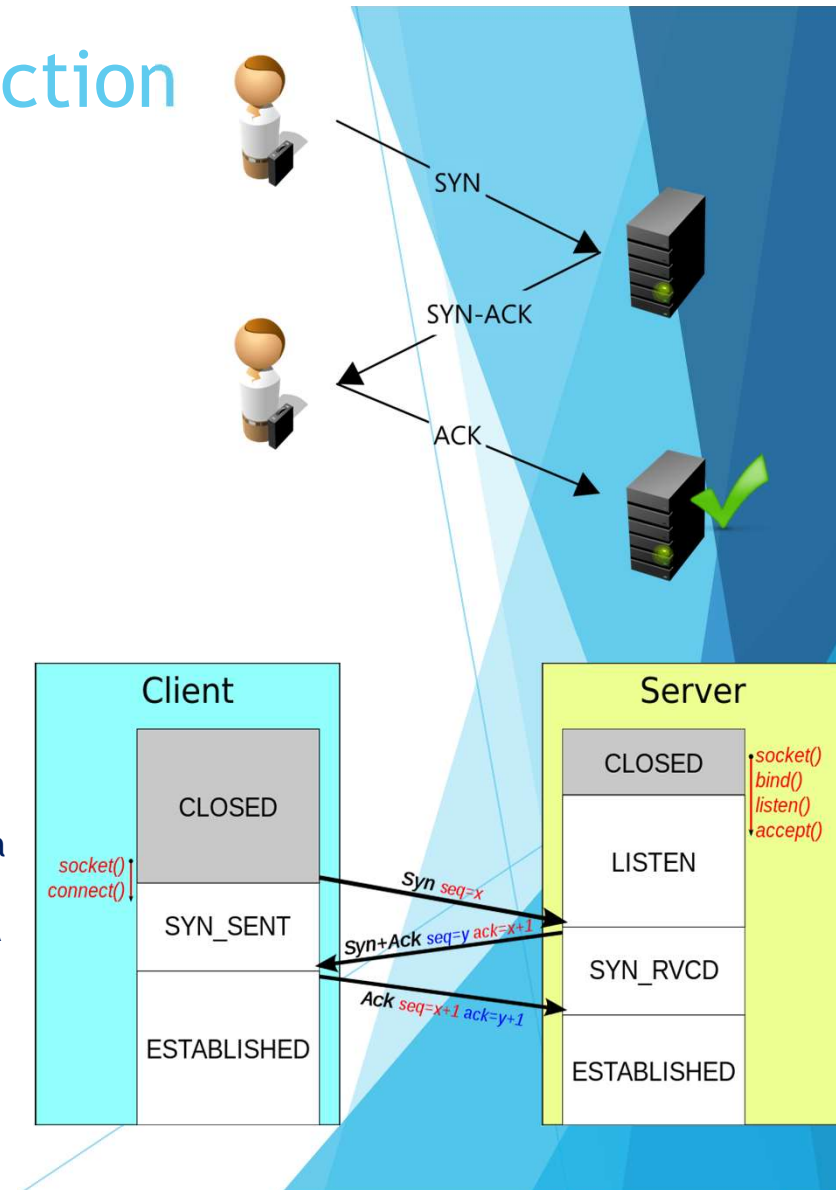 ction
SYN
SYN-ACK
ACK
Client
Server
CLOSED
CLOSED
socket()
bind()
listen()
accept()
a
socket()
connect()
LISTEN
Syn seq=x
SYN_SENT
Syn+Ack seq=y ack=x+1
SYN_RVCD
Ack seq=x+1 ack=y+1
ESTABLISHED
ESTABLISHED